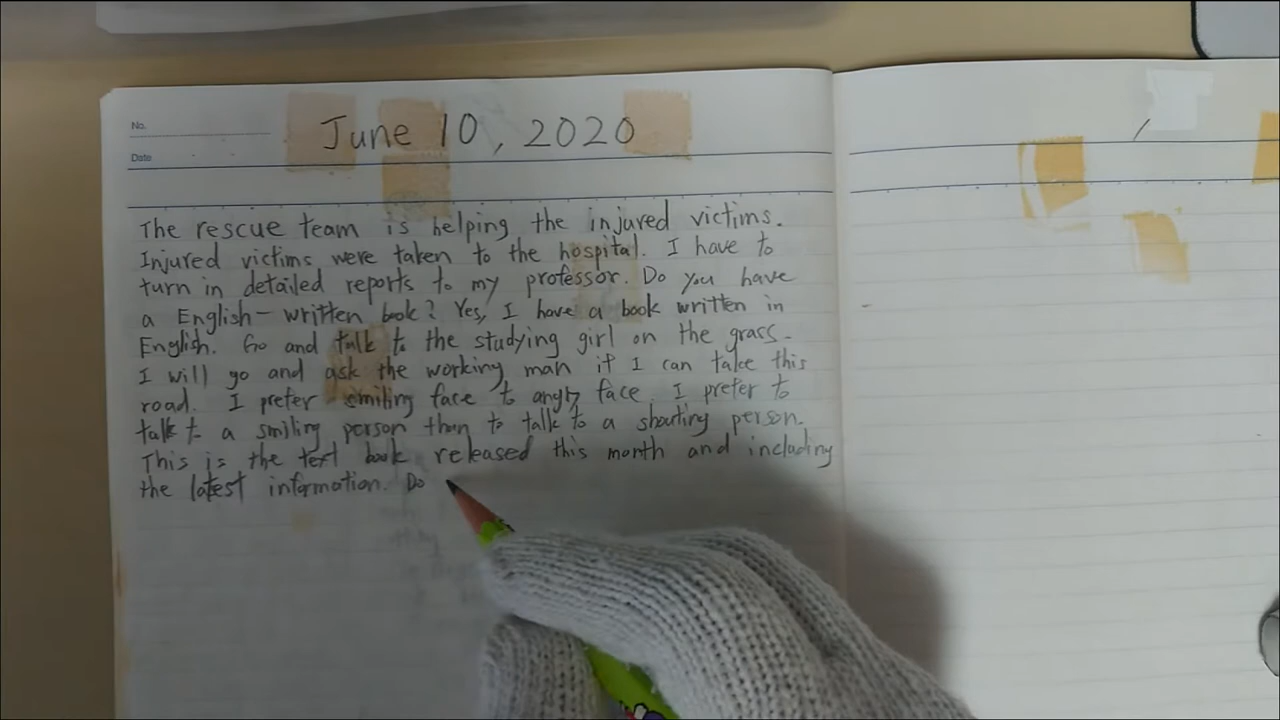 No.
June 10, 2020
Date
The rescue team is helping the injured victims.
Injured victims were taken to the hospital. I have to
turn in detailed reports to my professor. Do you have
a English-written book? Yes, I have a book written in
English. Go and talk to the studying girl on the grass.
I will go and ask the working man if I can take this
road. I prefer smiling face to angry face. I prefer to
talk to a smiling person than to talk to a shouting person.
This is the text book released this month and including
the latest information. Do